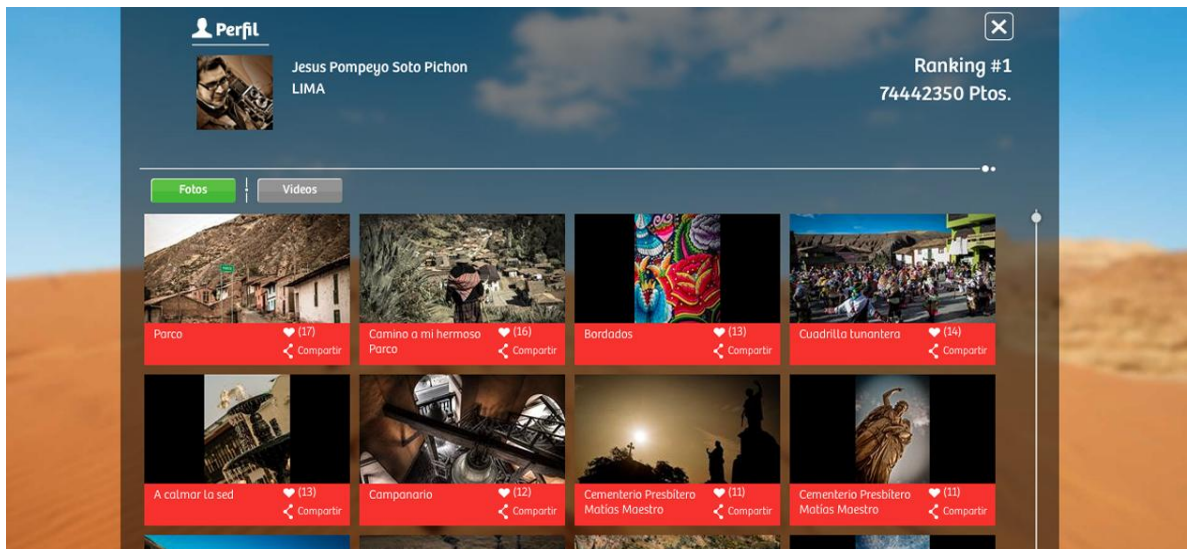 Perfil
Jesus Pompeyo Soto Pichon
LIMA
Ranking #1
74442350 Ptos.
Fotos
Videos
Parco
(17)
Compartir
Camino a mi hermoso
Parco
(16)
Compartir
Bordados
(13)
Compartir
Cuadrilla tunantera
(14)
Compartir
A calmar la sed
(13)
Compartir
Campanario
(12)
Compartir
Cementerio Presbítero
Matias Maestro
(11)
Compartir
Cementerio Presbítero
Matias Maestro
(11)
Compartir